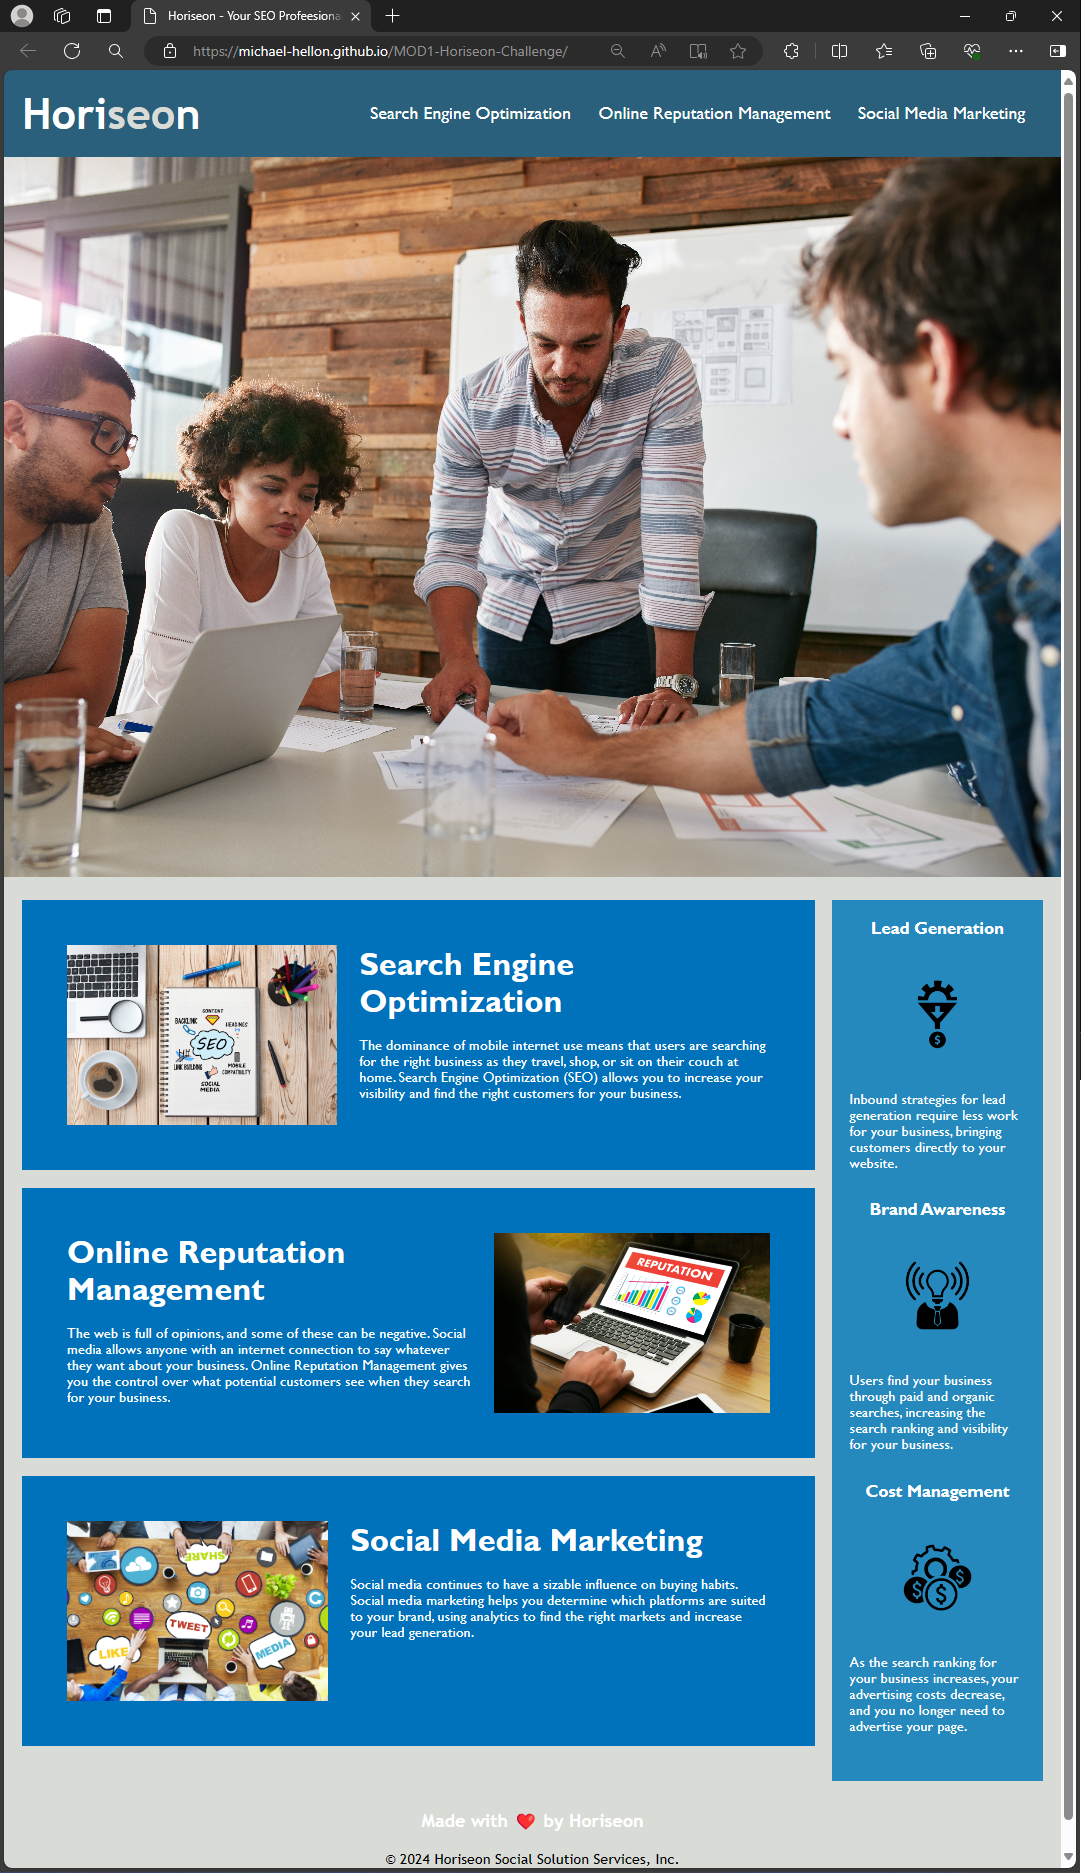 Horiseon - Your SEO Profeesiona
https://michael-hellon.github.io/MOD1-Horiseon-Challenge/
Horiseon
Search Engine Optimization
Online Reputation Management
Social Media Marketing
Search Engine
Optimization
The dominance of mobile internet use means that users are searching
for the right business as they travel, shop, or sit on their couch at
home. Search Engine Optimization (SEO) allows you to increase your
visibility and find the right customers for your business.
CONTENT
BACKLINK
HEADINGS
SEO
LINK BUILDING
MOBILE
COMPATIBILITY
SOCIAL
MEDIA
Online Reputation
Management
The web is full of opinions, and some of these can be negative. Social
media allows anyone with an internet connection to say whatever
they want about your business. Online Reputation Management gives
you the control over what potential customers see when they search
for your business.
REPUTATION
Social Media Marketing
Social media continues to have a sizable influence on buying habits.
Social media marketing helps you determine which platforms are suited
to your brand, using analytics to find the right markets and increase
your lead generation.
SHARE
TWEET
LIKE
MEDIA
Lead Generation
Inbound strategies for lead
generation require less work
for your business, bringing
customers directly to your
website.
Brand Awareness
Users find your business
through paid and organic
searches, increasing the
search ranking and visibility
for your business.
Cost Management
As the search ranking for
your business increases, your
advertising costs decrease,
and you no longer need to
advertise your page.
Made with ❤️ by Horiseon
© 2024 Horiseon Social Solution Services, Inc.